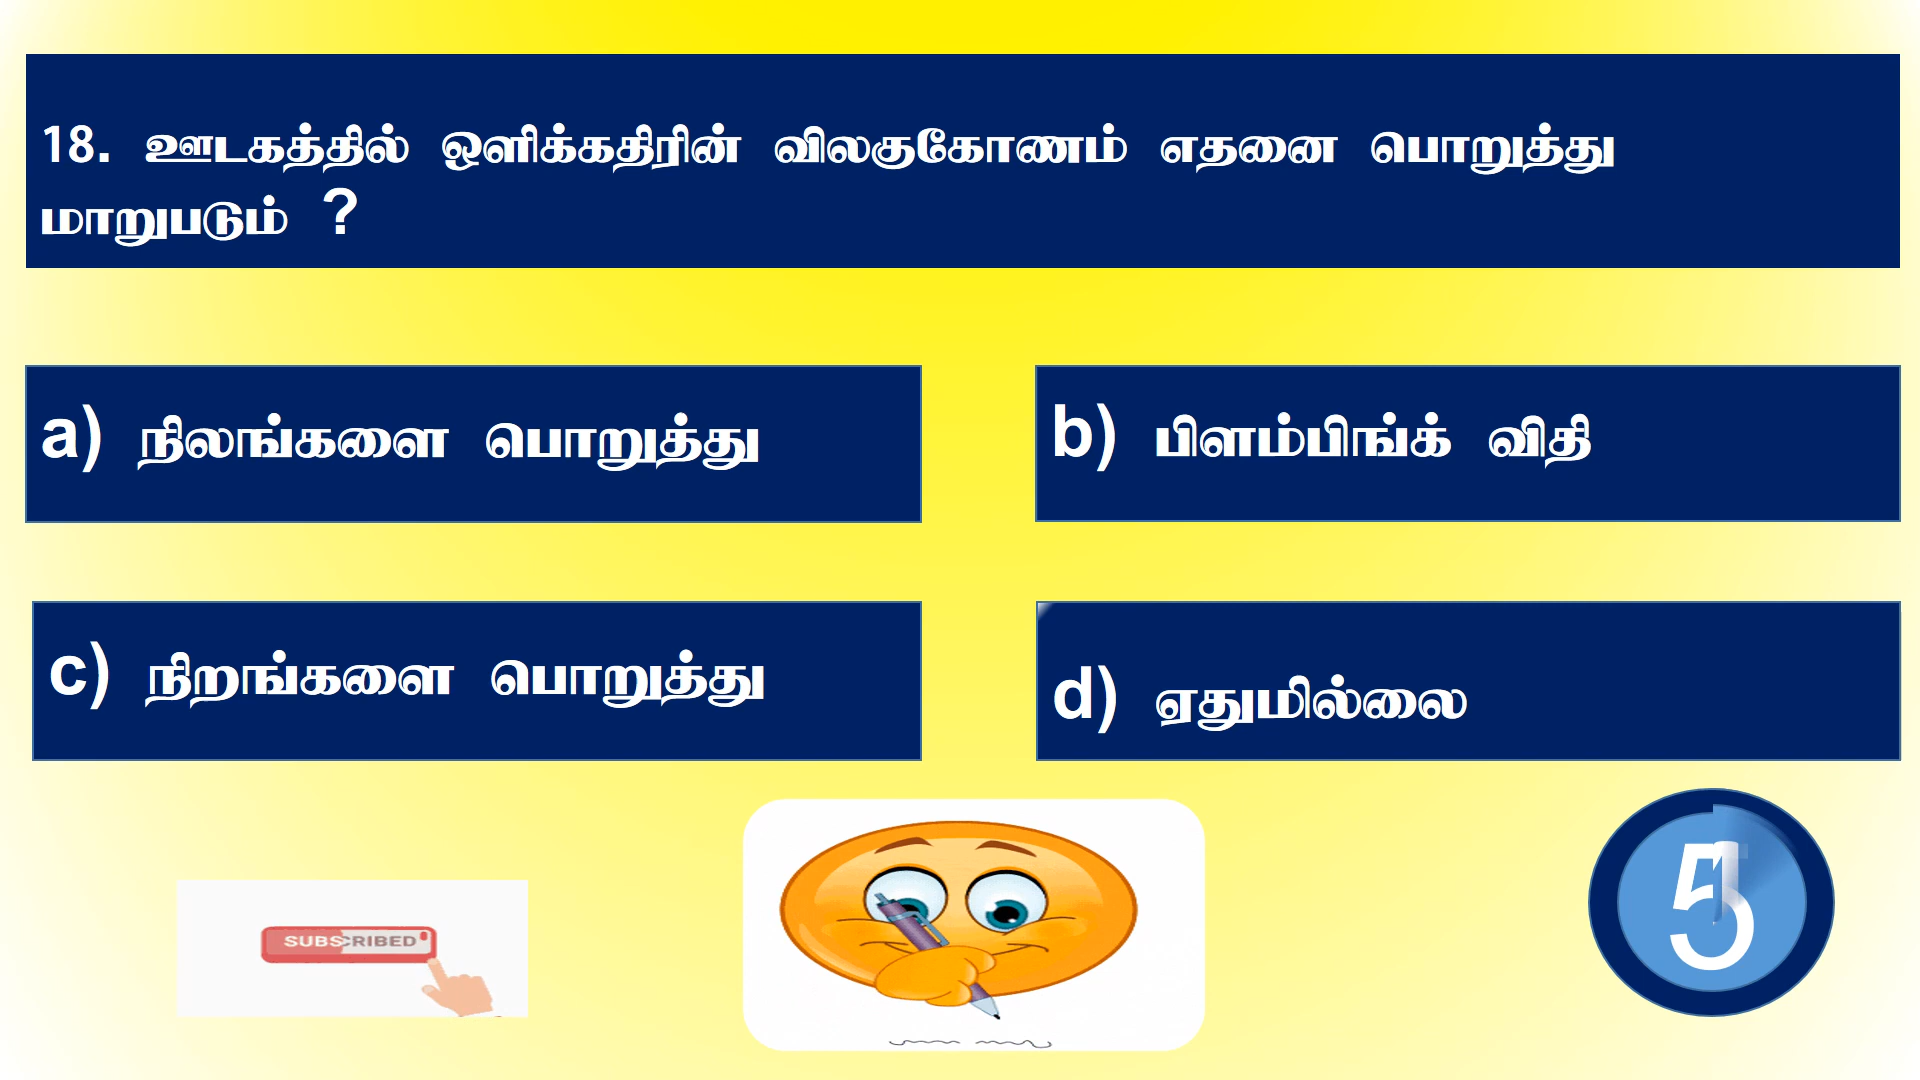 18. ஊடகத்தில் ஒளிக்கதிரின் விலகுகோணம் எதனை பொறுத்து
மாறுபடும் ?
a) நிலங்களை பொறுத்து
b) பிளம்பிங்க் விதி
c) நிறங்களை பொறுத்து
d) ஏதுமில்லை
SUBSCRIBED
5